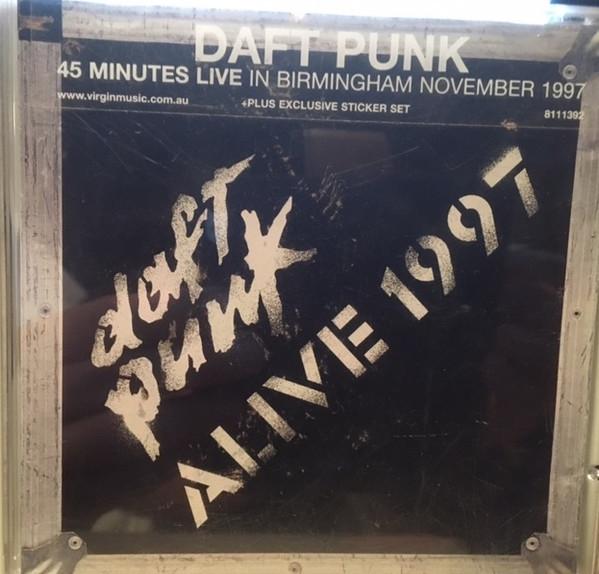 DAFT PUNK
45 MINUTES LIVE IN BIRMINGHAM NOVEMBER 1997
www.virginmusic.com.au +PLUS EXCLUSIVE STICKER SET 8111392
daft
punk
ALIVE 1997